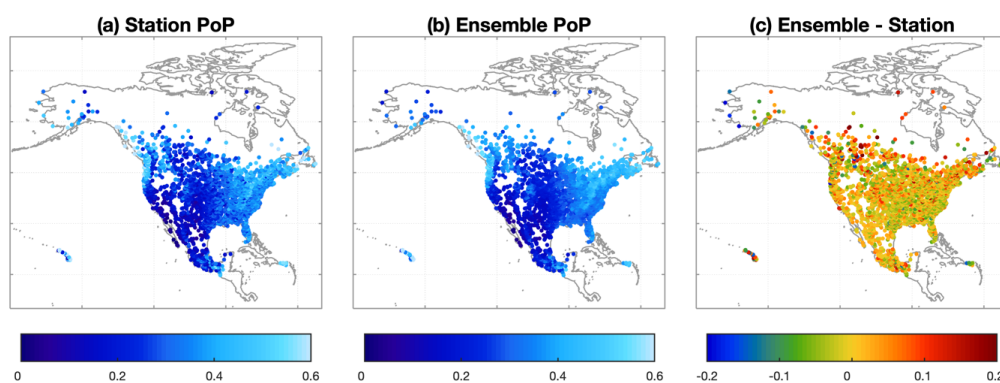 (a) Station PoP
(b) Ensemble PoP
(c) Ensemble - Station
0 0.2 0.4 0.6
0 0.2 0.4 0.6
-0.2 -0.1 0 0.1 0.2